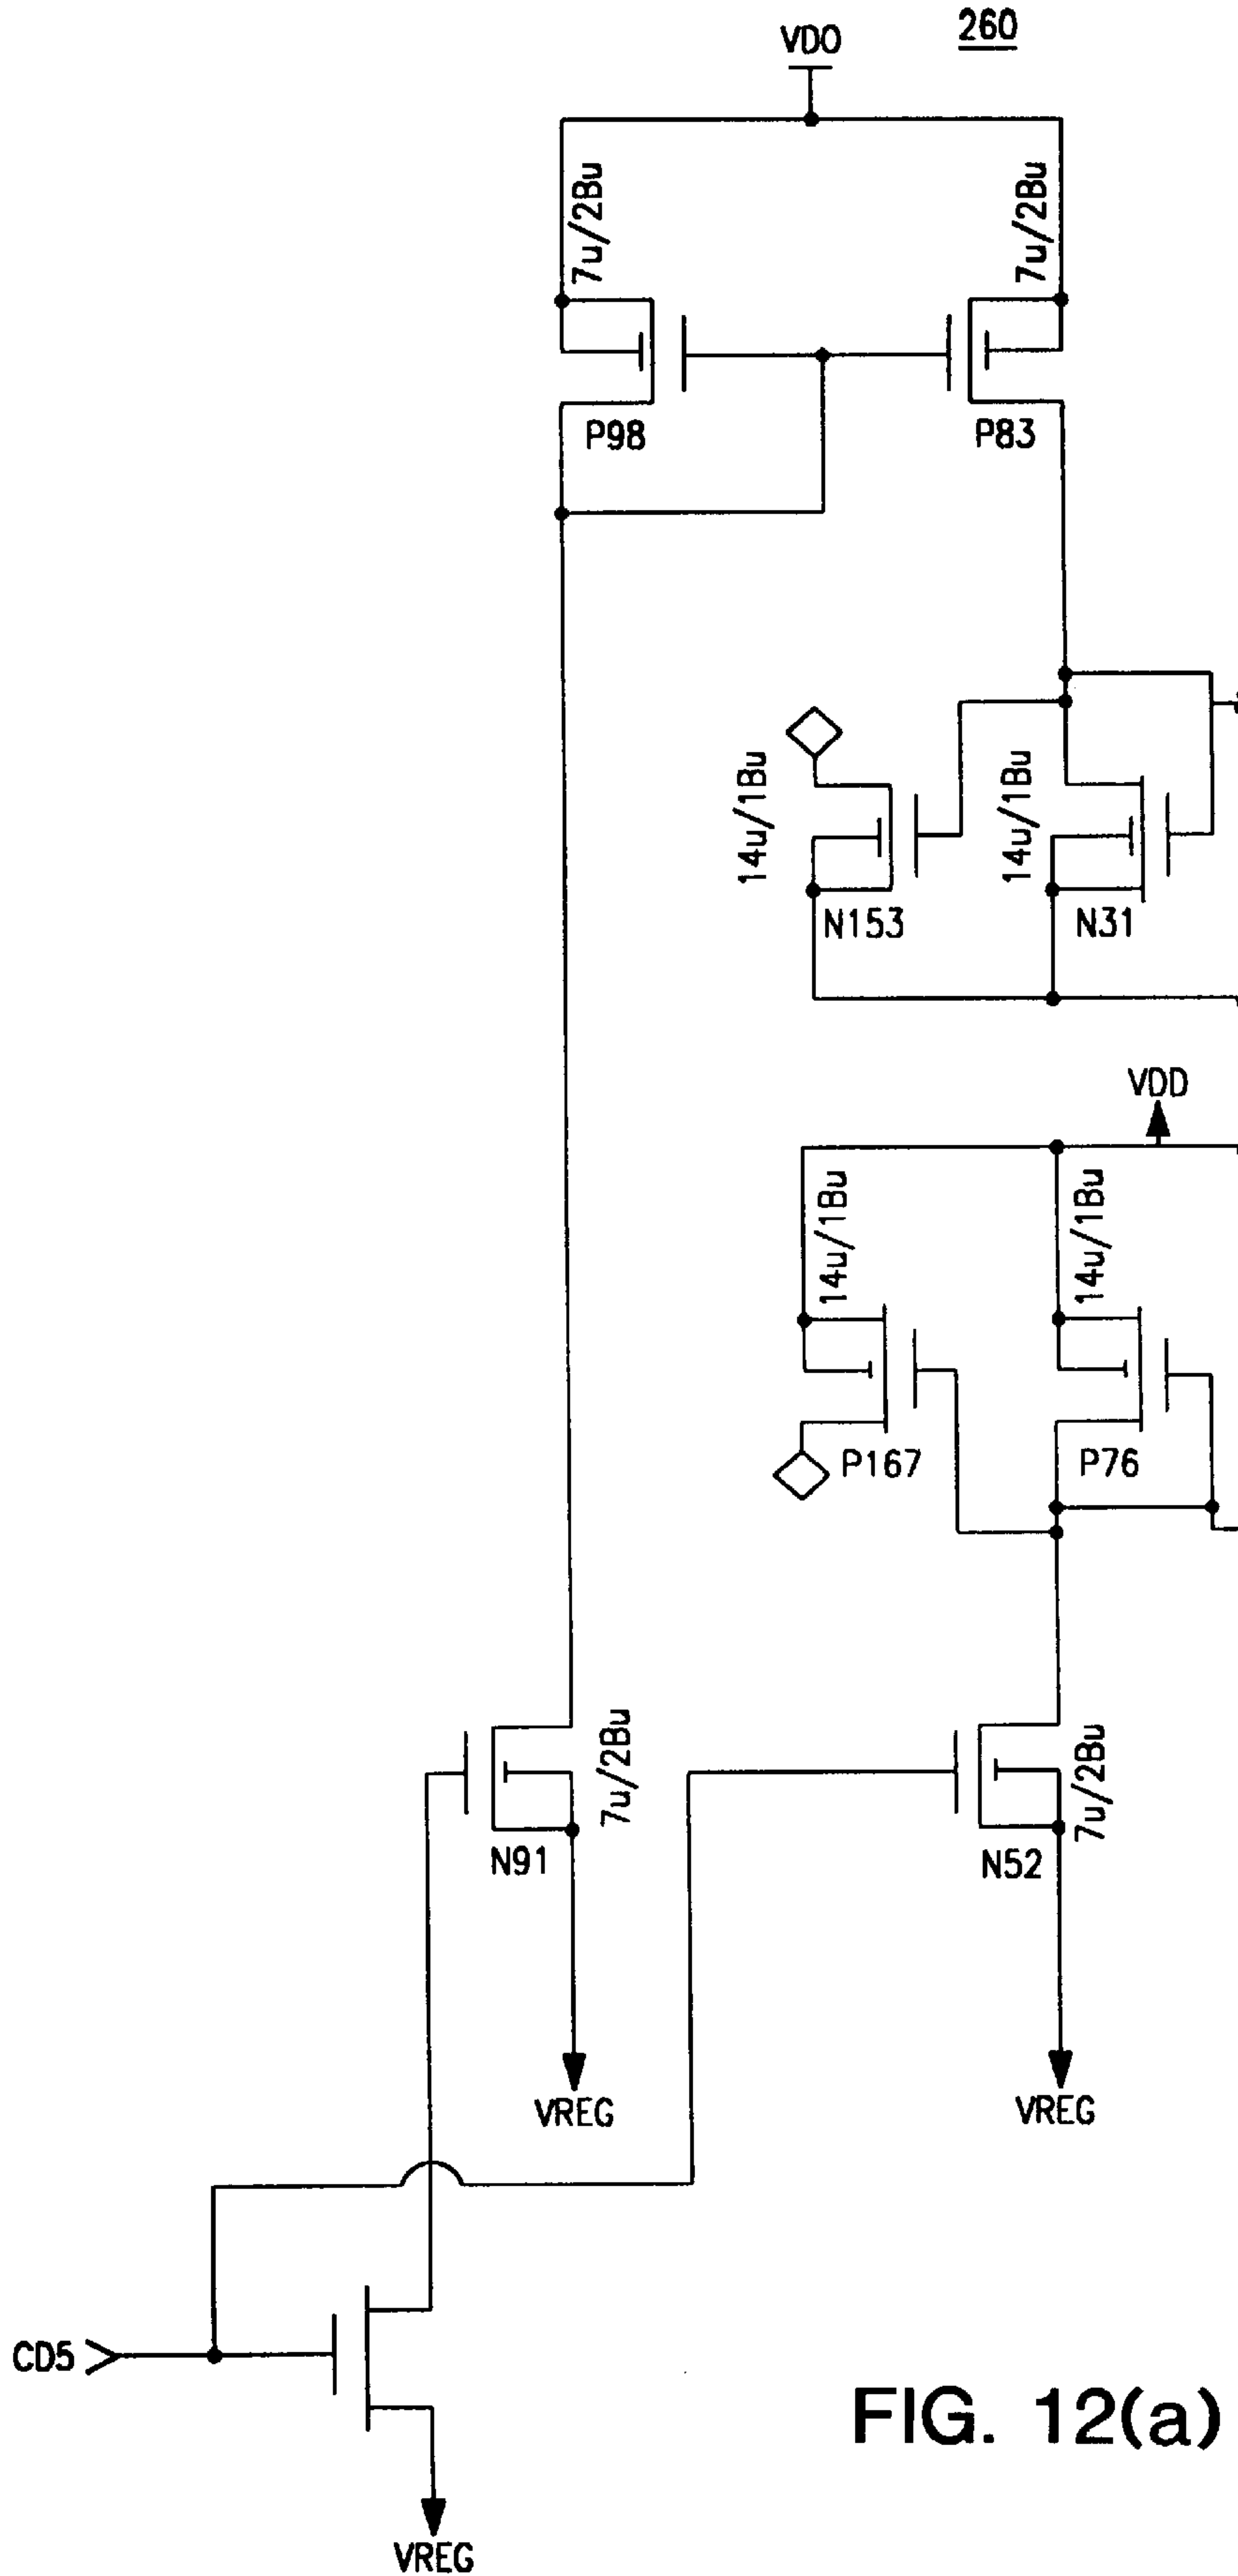 260
VDO
7u/2Bu
7u/2Bu
P98
P83
14u/1Bu
14u/1Bu
N153
N31
VDD
14u/1Bu
14u/1Bu
P167
P76
7u/2Bu
7u/2Bu
N91
N52
VREG
VREG
CD5
VREG
FIG. 12(a)